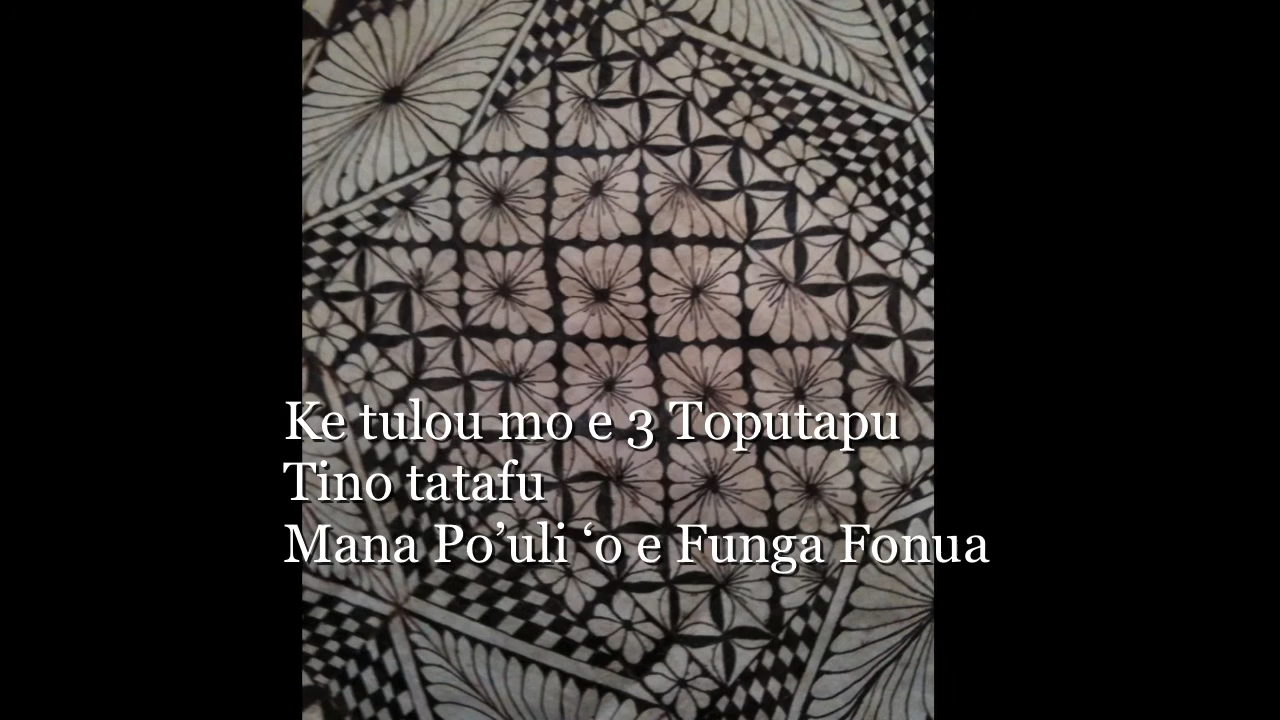 Ke tulou mo e 3 Toputapu
Tino tatafu
Mana Po’uli ‘o e Funga Fonua